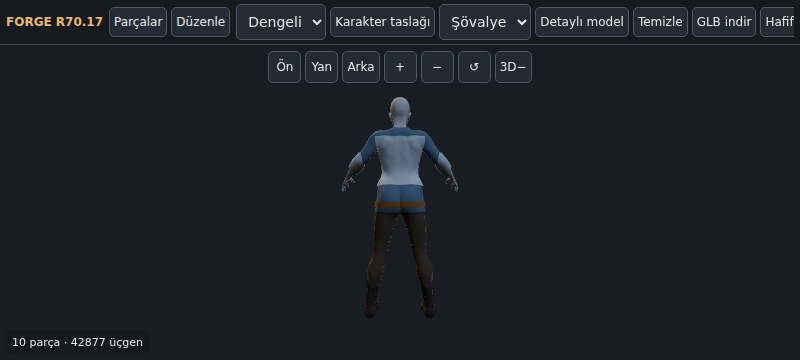 FORGE R70.17 Parçalar Düzenle Dengeli Karakter taslağı Şövalye Detaylı model Temizle GLB indir Hafif
Ön Yan Arka + − ↺ 3D−
10 parça · 42877 üçgen